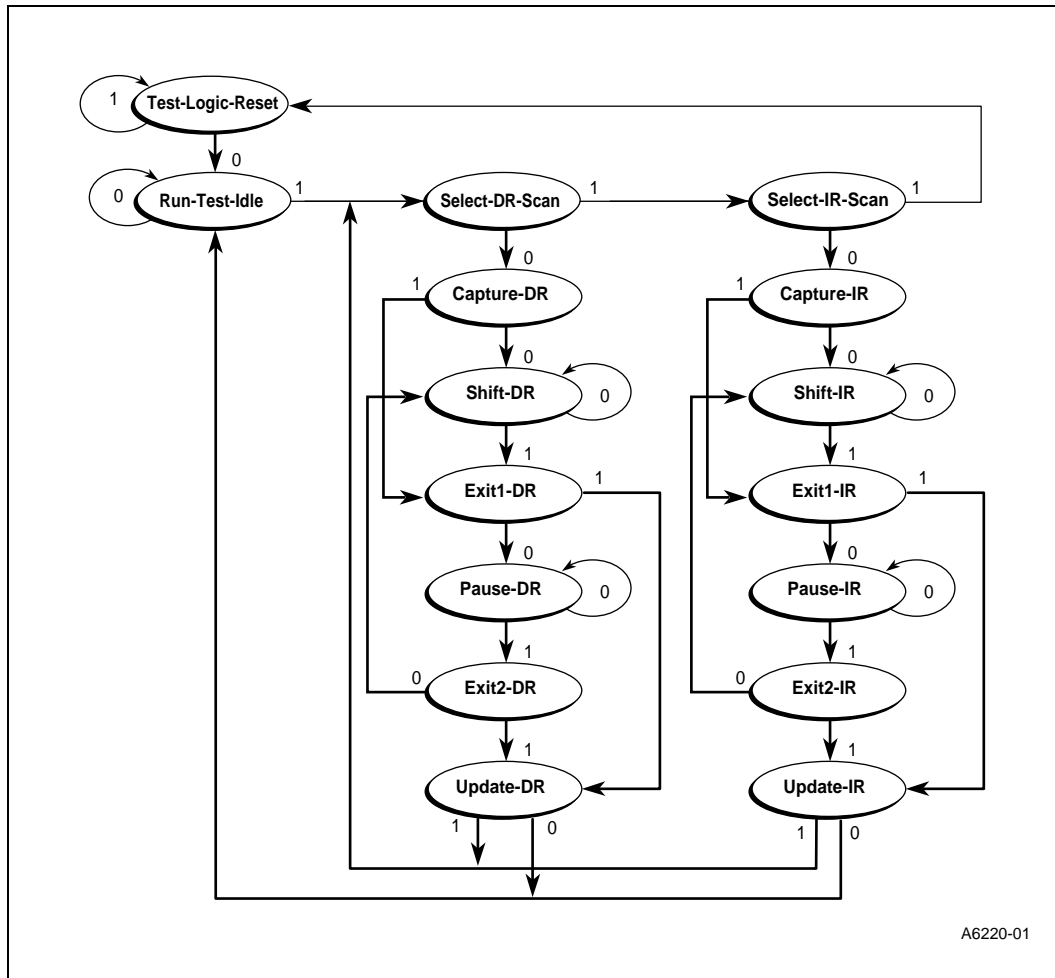 1
Test-Logic-Reset
0
0
Run-Test-Idle
1
Select-DR-Scan
1
Select-IR-Scan
1
0
0
1
Capture-DR
1
Capture-IR
0
0
Shift-DR
0
Shift-IR
0
1
1
Exit1-DR
1
Exit1-IR
1
0
0
Pause-DR
0
Pause-IR
0
1
1
0
Exit2-DR
0
Exit2-IR
1
1
Update-DR
Update-IR
1
0
1
0
A6220-01